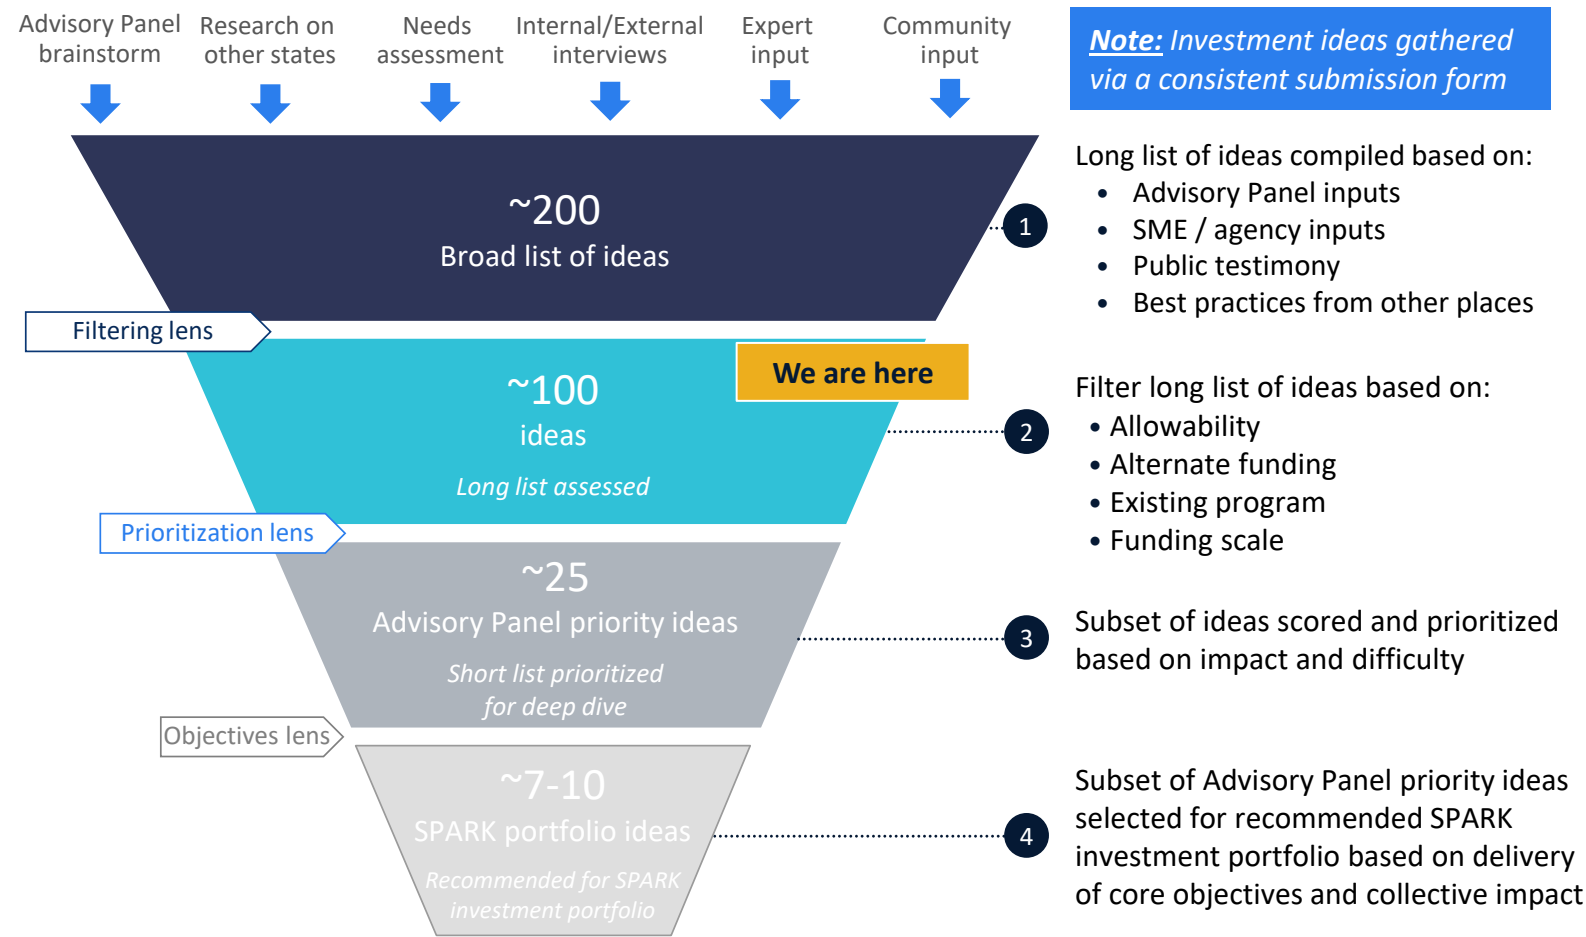 Advisory Panel
brainstorm
Research on
other states
Needs
assessment
Internal/External
interviews
Expert
input
Community
input
Note: Investment ideas gathered
via a consistent submission form
~200
Broad list of ideas
1
Long list of ideas compiled based on:
• Advisory Panel inputs
• SME / agency inputs
• Public testimony
• Best practices from other places
Filtering lens
We are here
~100
ideas
Long list assessed
2
Filter long list of ideas based on:
• Allowability
• Alternate funding
• Existing program
• Funding scale
Prioritization lens
~25
Advisory Panel priority ideas
Short list prioritized
for deep dive
3
Subset of ideas scored and prioritized
based on impact and difficulty
Objectives lens
~7-10
SPARK portfolio ideas
Recommended for SPARK
investment portfolio
4
Subset of Advisory Panel priority ideas
selected for recommended SPARK
investment portfolio based on delivery
of core objectives and collective impact